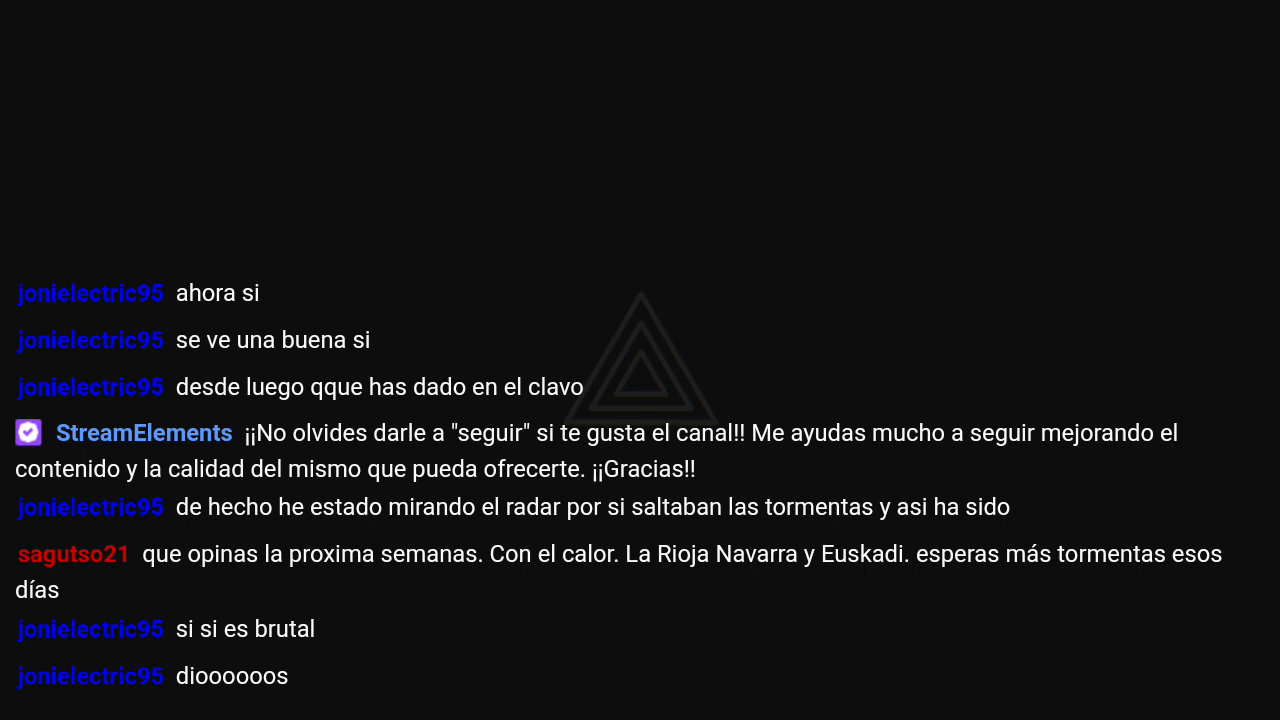 jonielectric95 ahora si
jonielectric95 se ve una buena si
jonielectric95 desde luego qque has dado en el clavo
StreamElements ¡¡No olvides darle a "seguir" si te gusta el canal!! Me ayudas mucho a seguir mejorando el
contenido y la calidad del mismo que pueda ofrecerte. ¡¡Gracias!!
jonielectric95 de hecho he estado mirando el radar por si saltaban las tormentas y asi ha sido
sagutso21 que opinas la proxima semanas. Con el calor. La Rioja Navarra y Euskadi. esperas más tormentas esos
días
jonielectric95 si si es brutal
jonielectric95 dioooooos